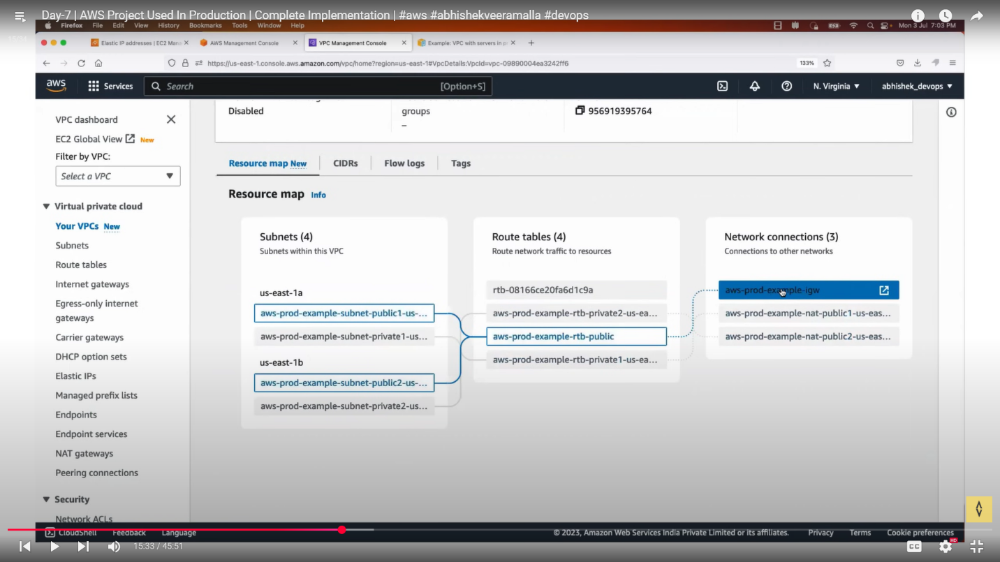 Day-7 | AWS Project Used In Production | Complete Implementation | #aws #abhishekveeramalla #devops
Firefox File Edit View History Bookmarks Tools Window Help
Mon 3 Jul 7:03 PM
Elastic IP addresses | EC2 Mana
AWS Management Console
VPC Management Console
Example: VPC with servers in pr
https://us-east-1.console.aws.amazon.com/vpc/home?region=us-east-1#VpcDetails:VpcId=vpc-09890004ea3242ff6
133%
aws
Services
Search
[Option+S]
N. Virginia
abhishek_devops
VPC dashboard
EC2 Global View New
Filter by VPC:
Select a VPC
Virtual private cloud
Your VPCs New
Subnets
Route tables
Internet gateways
Egress-only internet
gateways
Carrier gateways
DHCP option sets
Elastic IPs
Managed prefix lists
Endpoints
Endpoint services
NAT gateways
Peering connections
Security
Network ACLs
Disabled
groups
–
956919395764
Resource map New
CIDRs
Flow logs
Tags
Resource map Info
Subnets (4)
Subnets within this VPC
us-east-1a
aws-prod-example-subnet-public1-us-...
aws-prod-example-subnet-private1-us...
us-east-1b
aws-prod-example-subnet-public2-us-...
aws-prod-example-subnet-private2-us...
Route tables (4)
Route network traffic to resources
rtb-08166ce20fa6d1c9a
aws-prod-example-rtb-private2-us-ea...
aws-prod-example-rtb-public
aws-prod-example-rtb-private1-us-ea...
Network connections (3)
Connections to other networks
aws-prod-example-igw
aws-prod-example-nat-public1-us-eas...
aws-prod-example-nat-public2-us-eas...
CloudShell
Feedback
Language
© 2023, Amazon Web Services India Private Limited or its affiliates.
Privacy
Terms
Cookie preferences
15:33 / 45:51
CC
HD